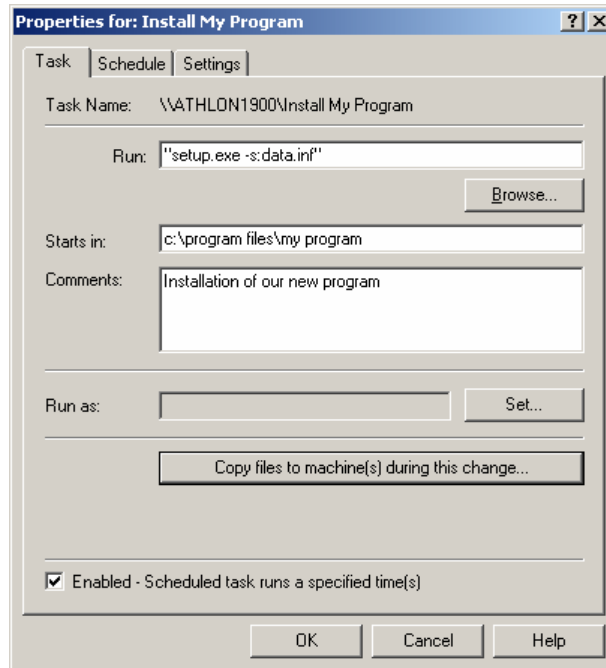 Properties for: Install My Program
Task Schedule Settings
Task Name: \\ATHLON1900\Install My Program
Run: "setup.exe -s:data.inf"
Browse...
Starts in: c:\program files\my program
Comments: Installation of our new program
Run as: Set...
Copy files to machine(s) during this change...
Enabled - Scheduled task runs a specified time(s)
OK Cancel Help